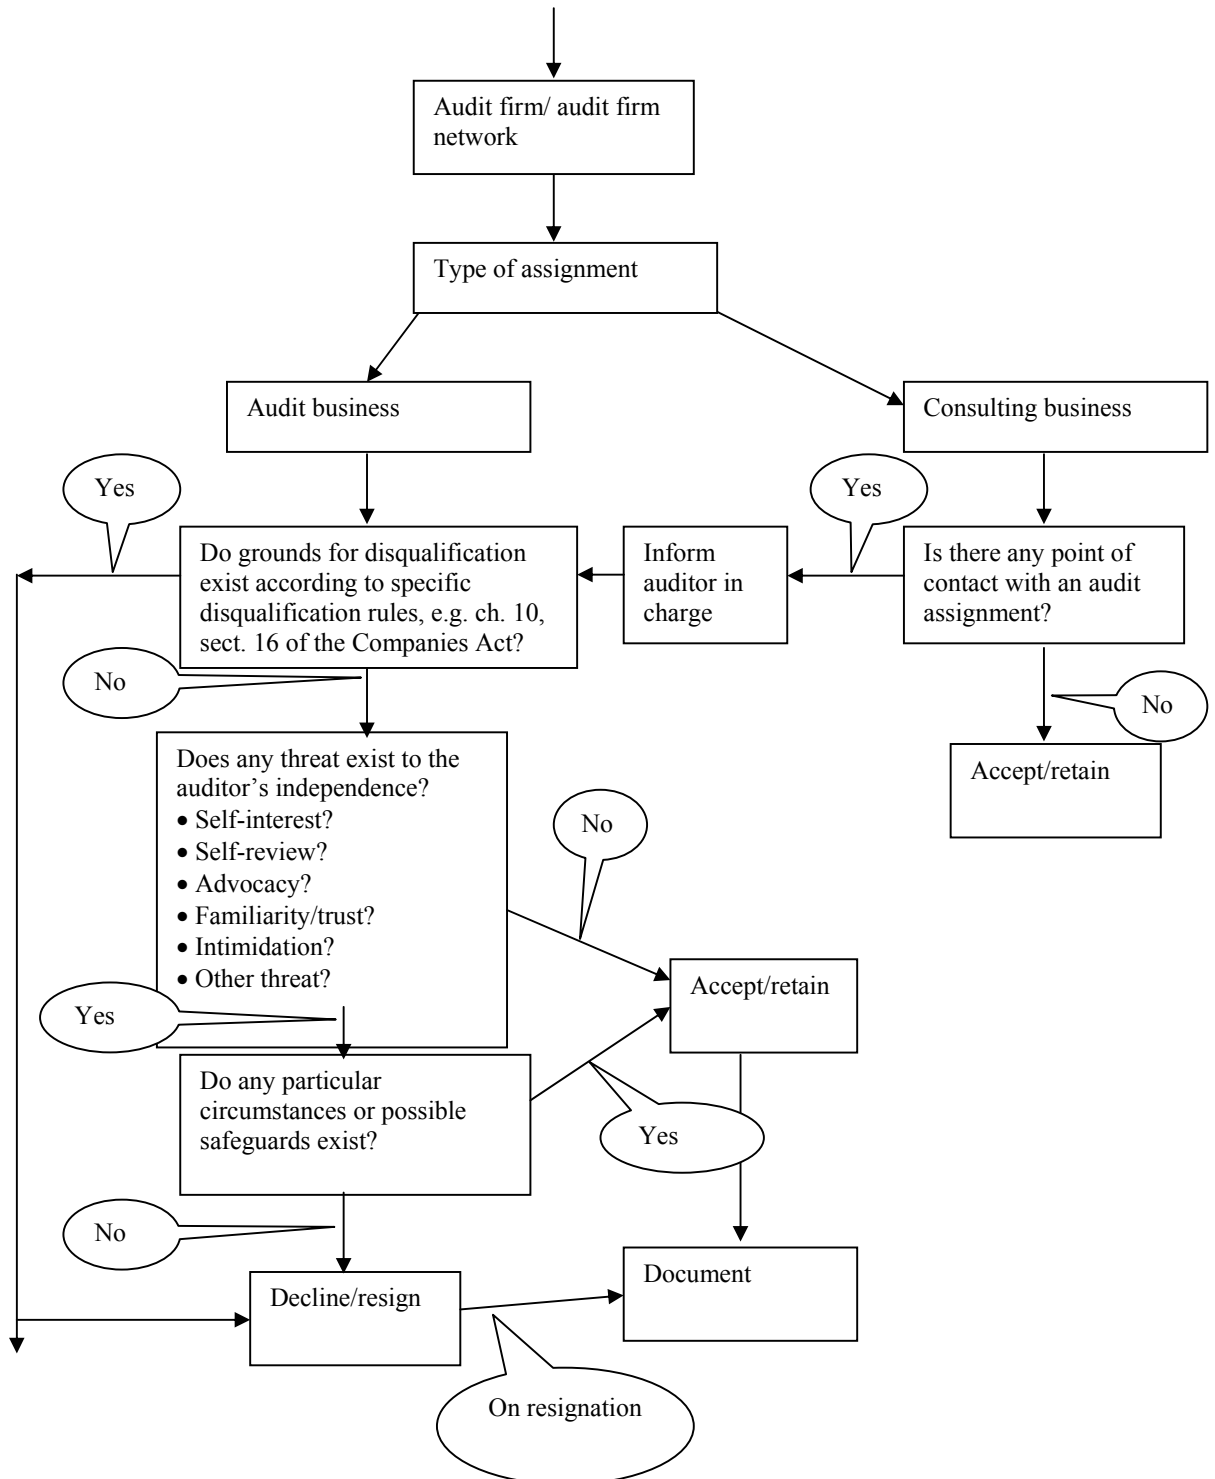 Audit firm/ audit firm
network
Type of assignment
Audit business
Consulting business
Yes
Yes
Do grounds for disqualification
exist according to specific
disqualification rules, e.g. ch. 10,
sect. 16 of the Companies Act?
Inform
auditor in
charge
Is there any point of
contact with an audit
assignment?
No
No
Accept/retain
Does any threat exist to the
auditor’s independence?
• Self-interest?
• Self-review?
• Advocacy?
• Familiarity/trust?
• Intimidation?
• Other threat?
No
Accept/retain
Yes
Do any particular
circumstances or possible
safeguards exist?
Yes
No
Decline/resign
Document
On resignation